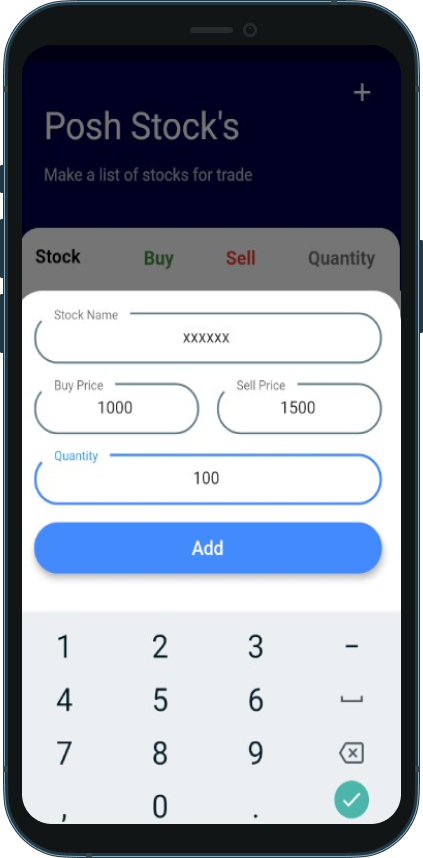 +
Posh Stock's
Make a list of stocks for trade
Stock Buy Sell Quantity
Stock Name
xxxxxx
Buy Price Sell Price
1000 1500
Quantity
100
Add
1 2 3 -
4 5 6
7 8 9
, 0 .